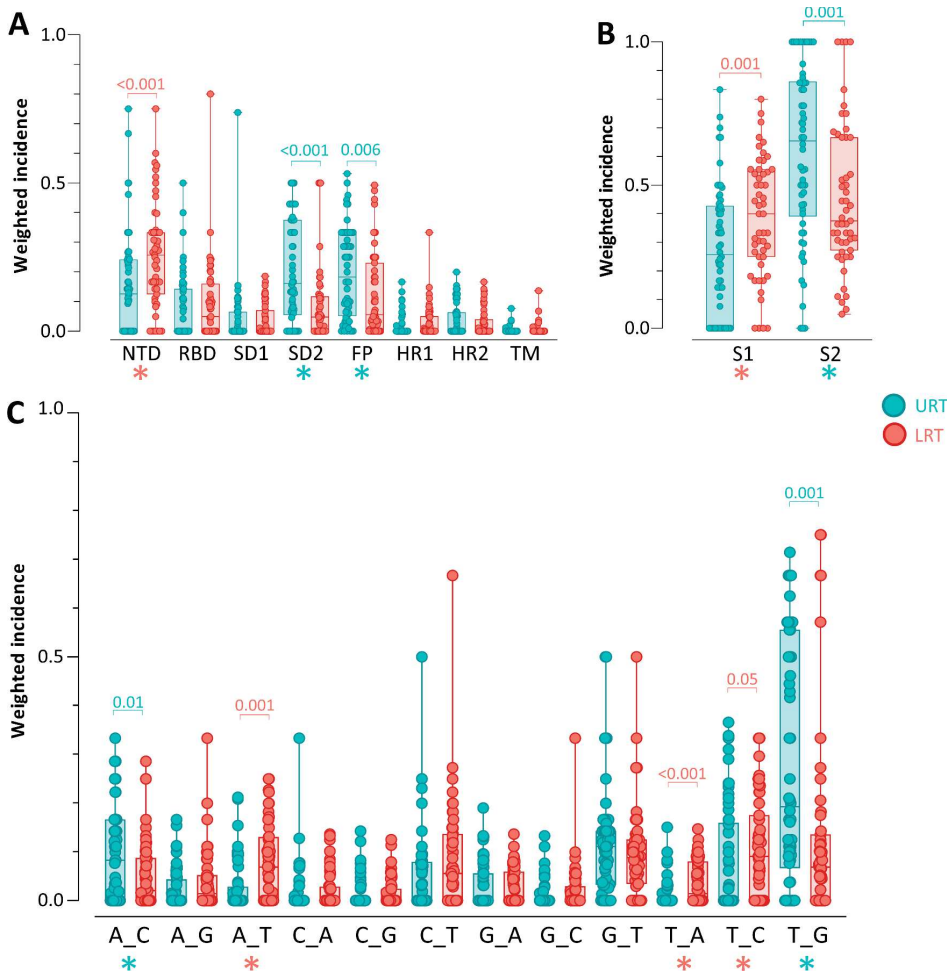 A
1.0
0.5
0.0
Weighted incidence
<0.001
<0.001
0.006
NTD RBD SD1 SD2 FP HR1 HR2 TM
* * *
B
1.0
0.5
0.0
Weighted incidence
0.001
0.001
S1 S2
* *
URT
LRT
C
1.0
0.5
0.0
Weighted incidence
0.01
0.001
<0.001
0.05
0.001
A_C A_G A_T C_A C_G C_T G_A G_C G_T T_A T_C T_G
* * * * *